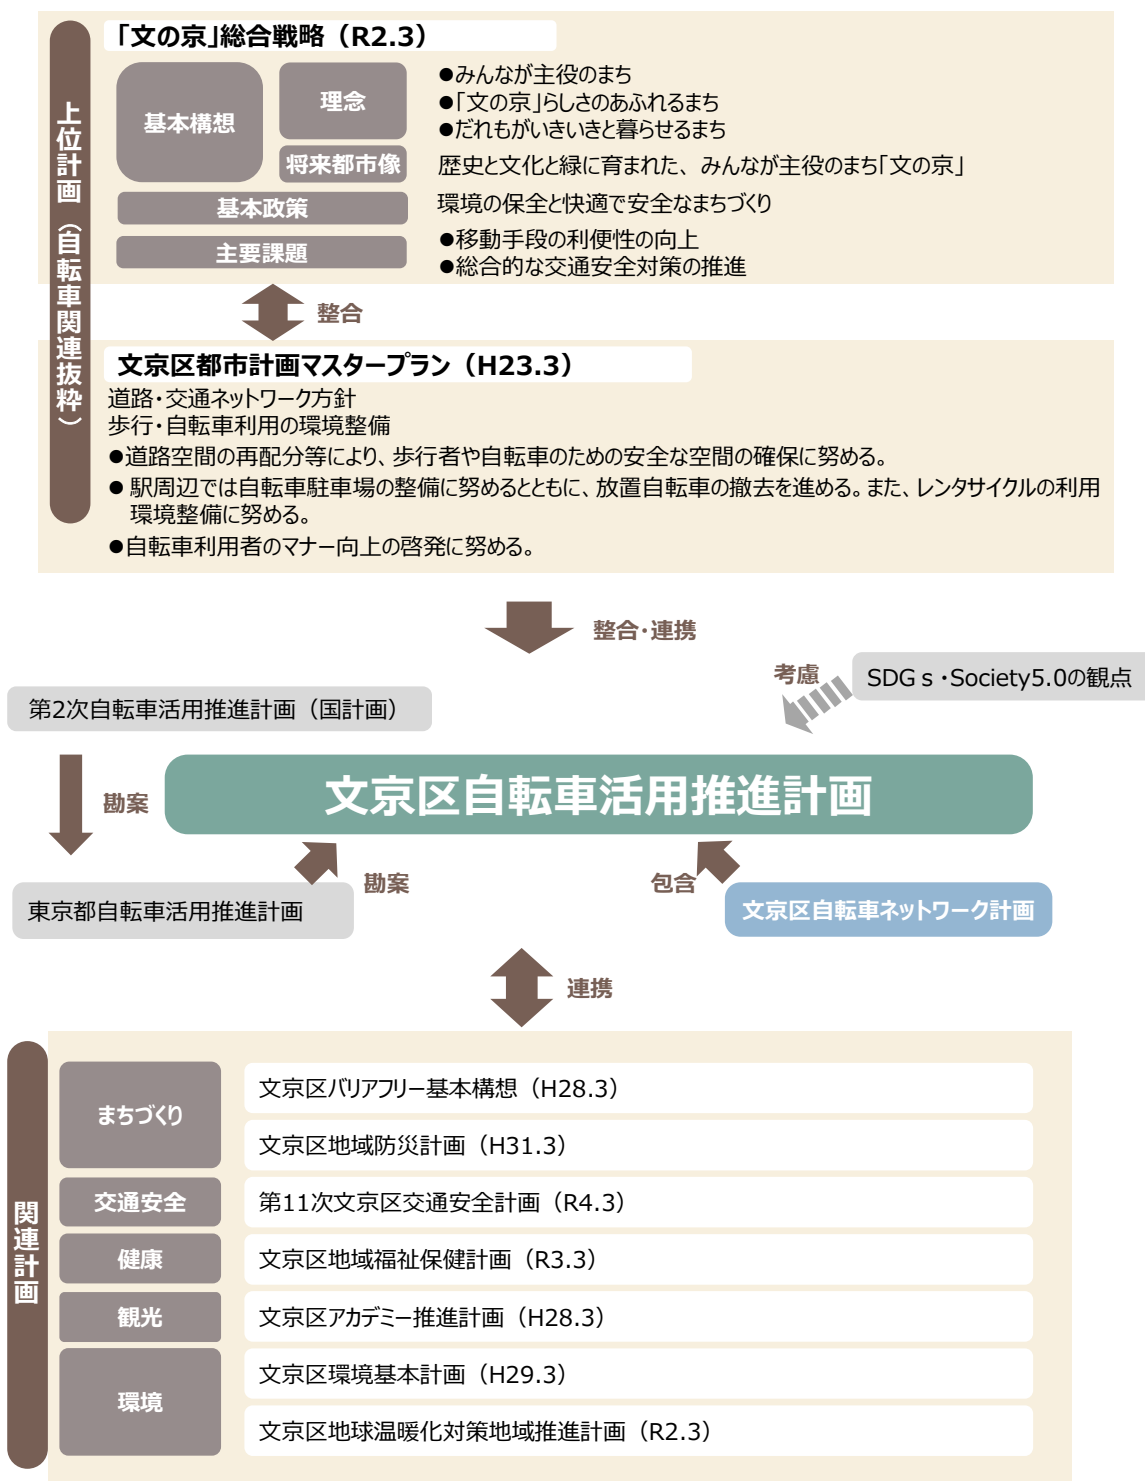 上位計画（自転車関連抜粋）
「文の京」総合戦略（R2.3）
基本構想
理念
●みんなが主役のまち
●「文の京」らしさのあふれるまち
●だれもがいきいきと暮らせるまち
将来都市像
歴史と文化と緑に育まれた、みんなが主役のまち「文の京」
基本政策
環境の保全と快適で安全なまちづくり
主要課題
●移動手段の利便性の向上
●総合的な交通安全対策の推進
整合
文京区都市計画マスタープラン（H23.3）
道路・交通ネットワーク方針
歩行・自転車利用の環境整備
●道路空間の再配分等により、歩行者や自転車のための安全な空間の確保に努める。
●駅周辺では自転車駐車場の整備に努めるとともに、放置自転車の撤去を進める。また、レンタサイクルの利用
環境整備に努める。
●自転車利用者のマナー向上の啓発に努める。
整合・連携
考慮
SDGｓ・Society5.0の観点
第2次自転車活用推進計画（国計画）
勘案
文京区自転車活用推進計画
勘案
包含
東京都自転車活用推進計画
文京区自転車ネットワーク計画
連携
関連計画
まちづくり
文京区バリアフリー基本構想（H28.3）
文京区地域防災計画（H31.3）
交通安全
第11次文京区交通安全計画（R4.3）
健康
文京区地域福祉保健計画（R3.3）
観光
文京区アカデミー推進計画（H28.3）
環境
文京区環境基本計画（H29.3）
文京区地球温暖化対策地域推進計画（R2.3）